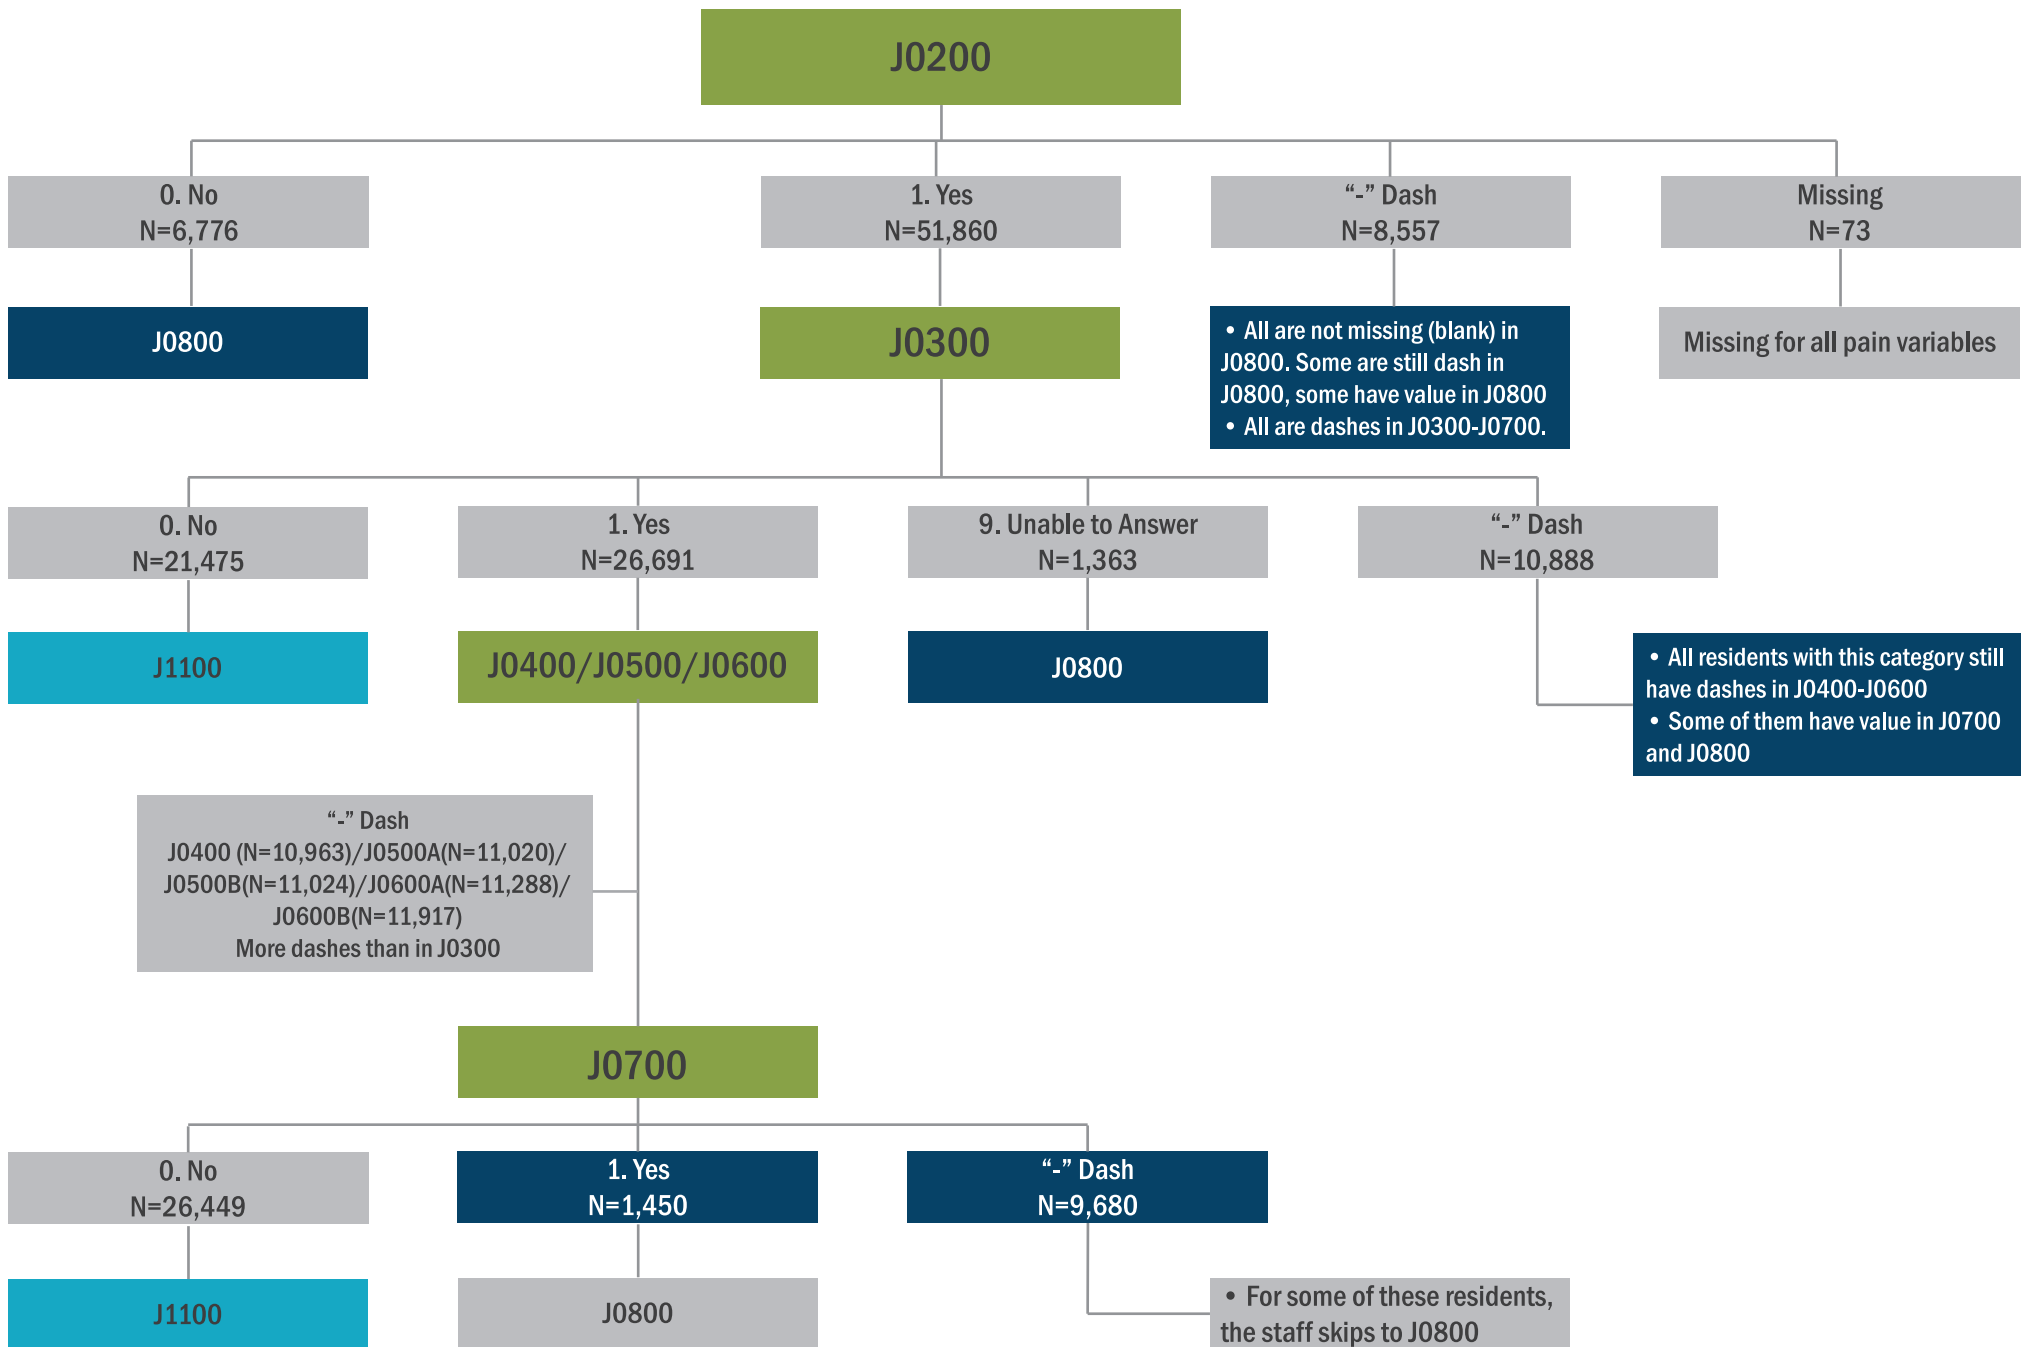 J0200
0. No
N=6,776
1. Yes
N=51,860
“-” Dash
N=8,557
Missing
N=73
J0800
J0300
• All are not missing (blank) in
J0800. Some are still dash in
J0800, some have value in J0800
• All are dashes in J0300-J0700.
Missing for all pain variables
0. No
N=21,475
1. Yes
N=26,691
9. Unable to Answer
N=1,363
“-” Dash
N=10,888
J1100
J0400/J0500/J0600
J0800
• All residents with this category still
have dashes in J0400-J0600
• Some of them have value in J0700
and J0800
“-” Dash
J0400 (N=10,963)/J0500A(N=11,020)/
J0500B(N=11,024)/J0600A(N=11,288)/
J0600B(N=11,917)
More dashes than in J0300
J0700
0. No
N=26,449
1. Yes
N=1,450
“-” Dash
N=9,680
J1100
J0800
• For some of these residents,
the staff skips to J0800